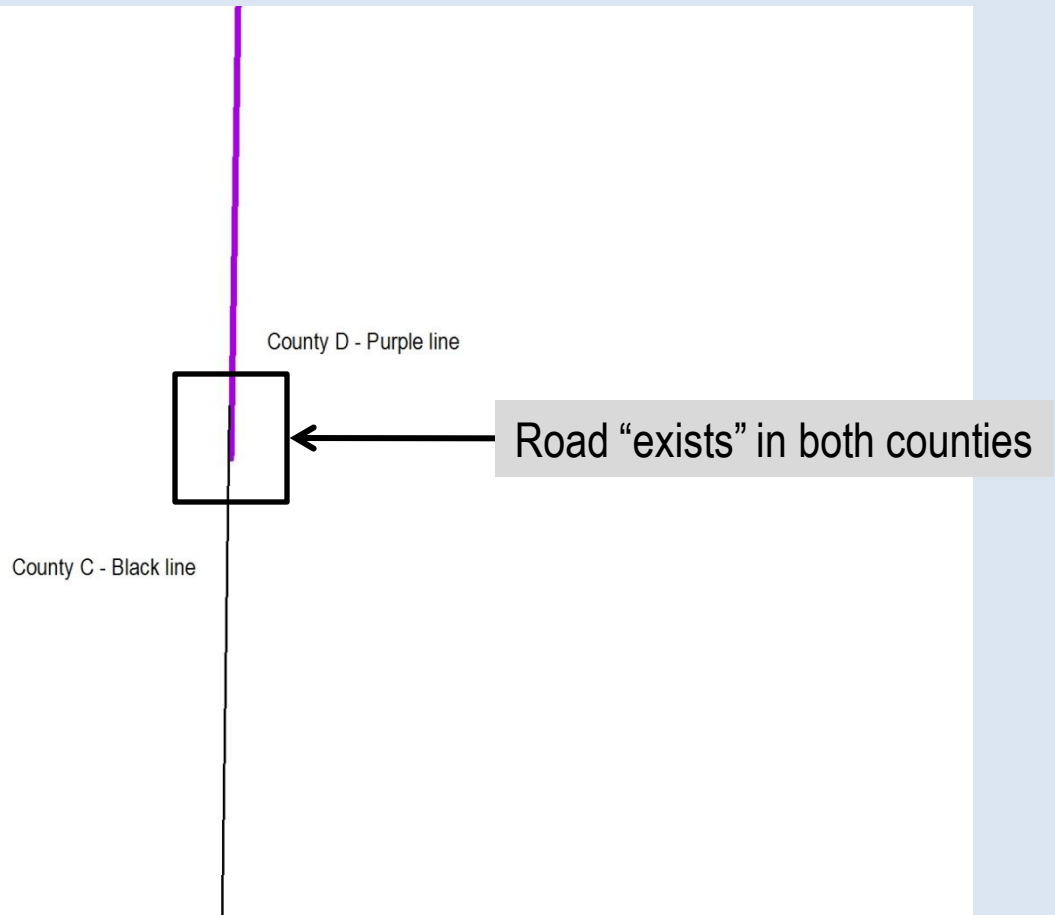 County D - Purple line
Road “exists” in both counties
County C - Black line